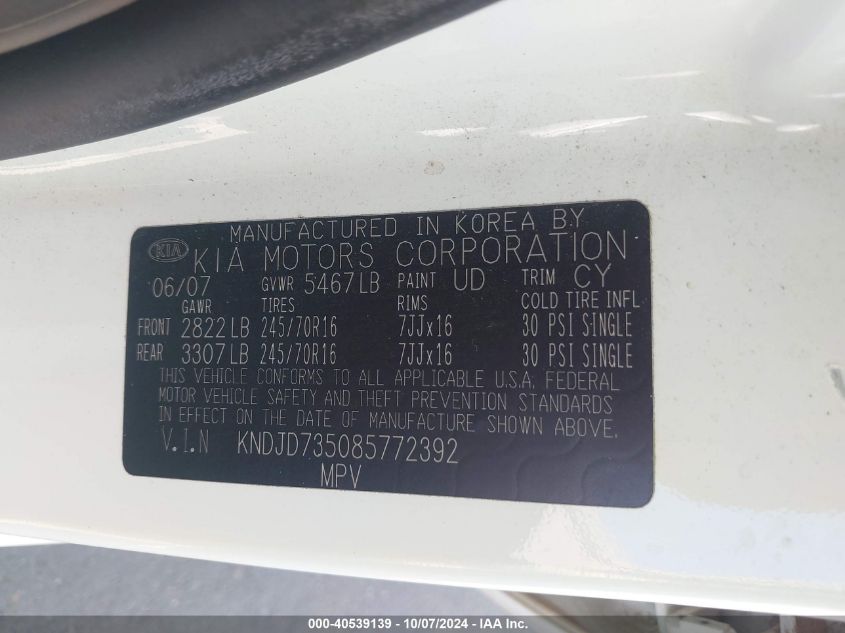 MANUFACTURED IN KOREA BY
KIA KIA MOTORS CORPORATION
06/07 GVWR 5467LB PAINT UD TRIM CY
GAWR TIRES RIMS COLD TIRE INFL
FRONT 2822LB 245/70R16 7JJx16 30 PSI SINGLE
REAR 3307LB 245/70R16 7JJx16 30 PSI SINGLE
THIS VEHICLE CONFORMS TO ALL APPLICABLE U.S.A. FEDERAL
MOTOR VEHICLE SAFETY AND THEFT PREVENTION STANDARDS
IN EFFECT ON THE DATE OF MANUFACTURE SHOWN ABOVE.
V.I.N KNDJD735085772392
MPV
000-40539139 - 10/07/2024 - IAA Inc.